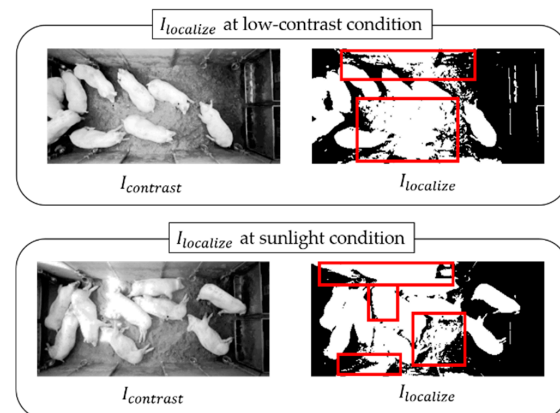 I_localize at low-contrast condition
I_contrast
I_localize
I_localize at sunlight condition
I_contrast
I_localize